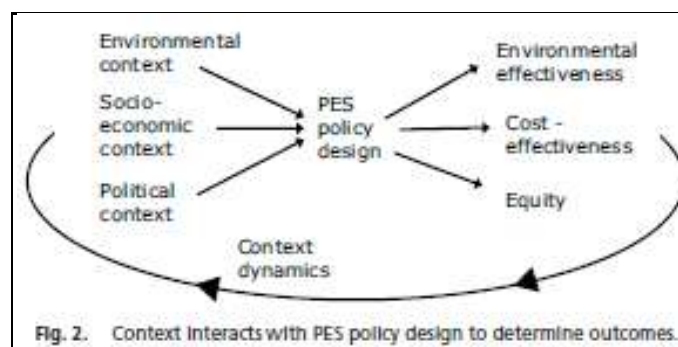 Environmental
context
Socio-
economic
context
Political
context
PES
policy
design
Environmental
effectiveness
Cost -
effectiveness
Equity
Context
dynamics
Fig. 2. Context interacts with PES policy design to determine outcomes.